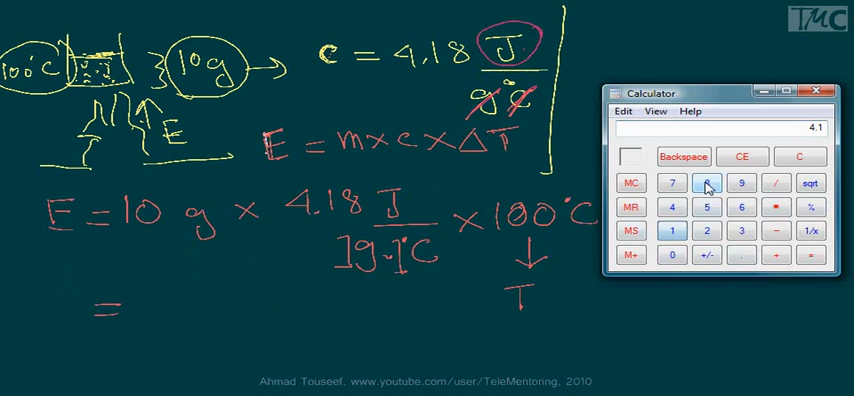 TMC
100°C 10g → c = 4.18 J/g°C
E
E = m×c×ΔT
E = 10 g × 4.18 J/1g.1°C × 100°C
↓
T
=
Calculator
Edit View Help
4.1
Backspace CE C
MC 7 8 9 / sqrt
MR 4 5 6 * %
MS 1 2 3 - 1/x
M+ 0 +/- . + =
Ahmad Touseef, www.youtube.com/user/TeleMentoring, 2010